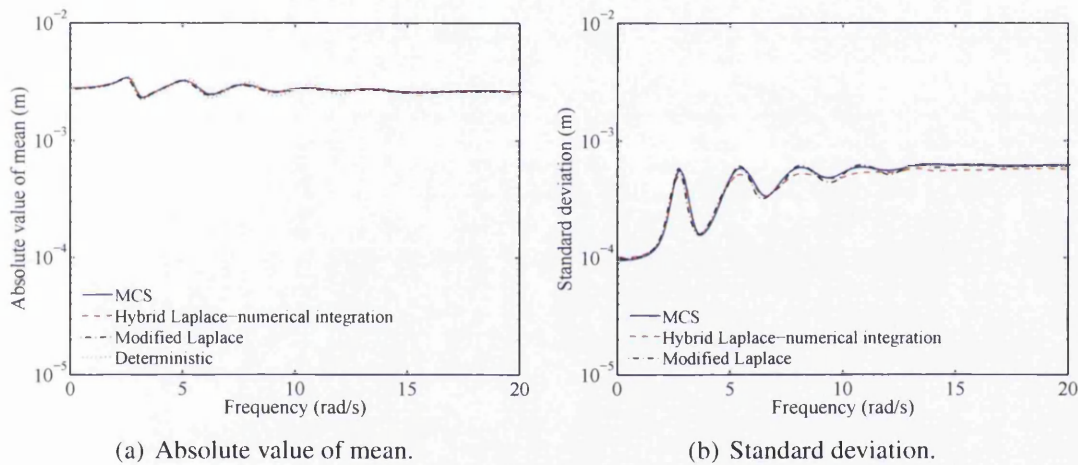 10⁻²
10⁻³
10⁻⁴
10⁻⁵
Absolute value of mean (m)
MCS
Hybrid Laplace−numerical integration
Modified Laplace
Deterministic
0 5 10 15 20
Frequency (rad/s)
(a) Absolute value of mean.
10⁻²
10⁻³
10⁻⁴
10⁻⁵
Standard deviation (m)
MCS
Hybrid Laplace−numerical integration
Modified Laplace
0 5 10 15 20
Frequency (rad/s)
(b) Standard deviation.